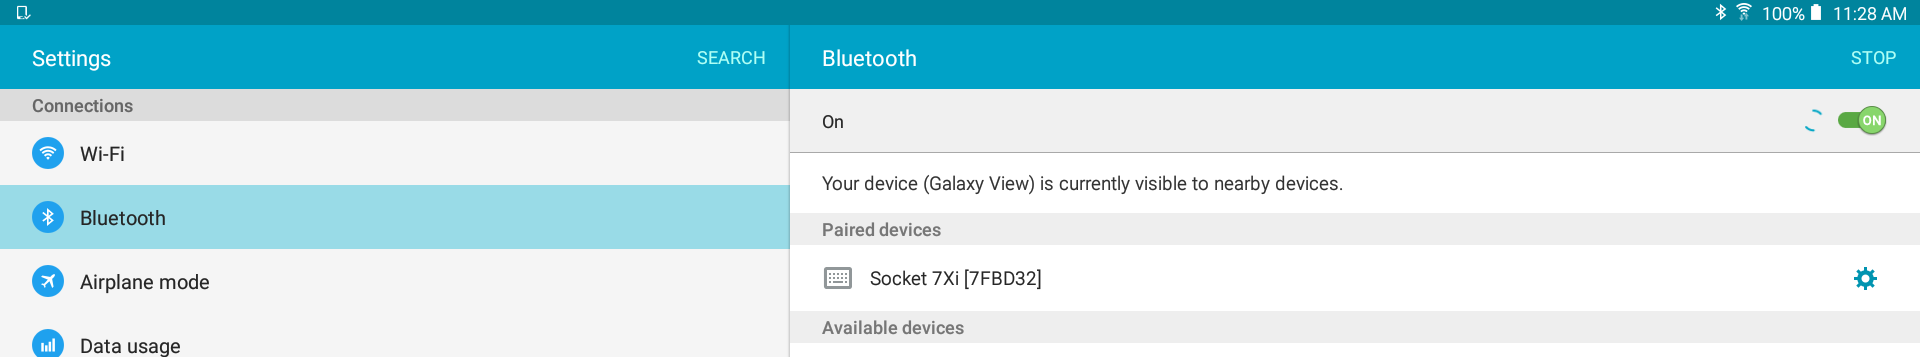 100% 11:28 AM
Settings SEARCH
Bluetooth STOP
Connections
On ON
Wi-Fi
Your device (Galaxy View) is currently visible to nearby devices.
Bluetooth
Paired devices
Airplane mode
Socket 7Xi [7FBD32]
Available devices
Data usage